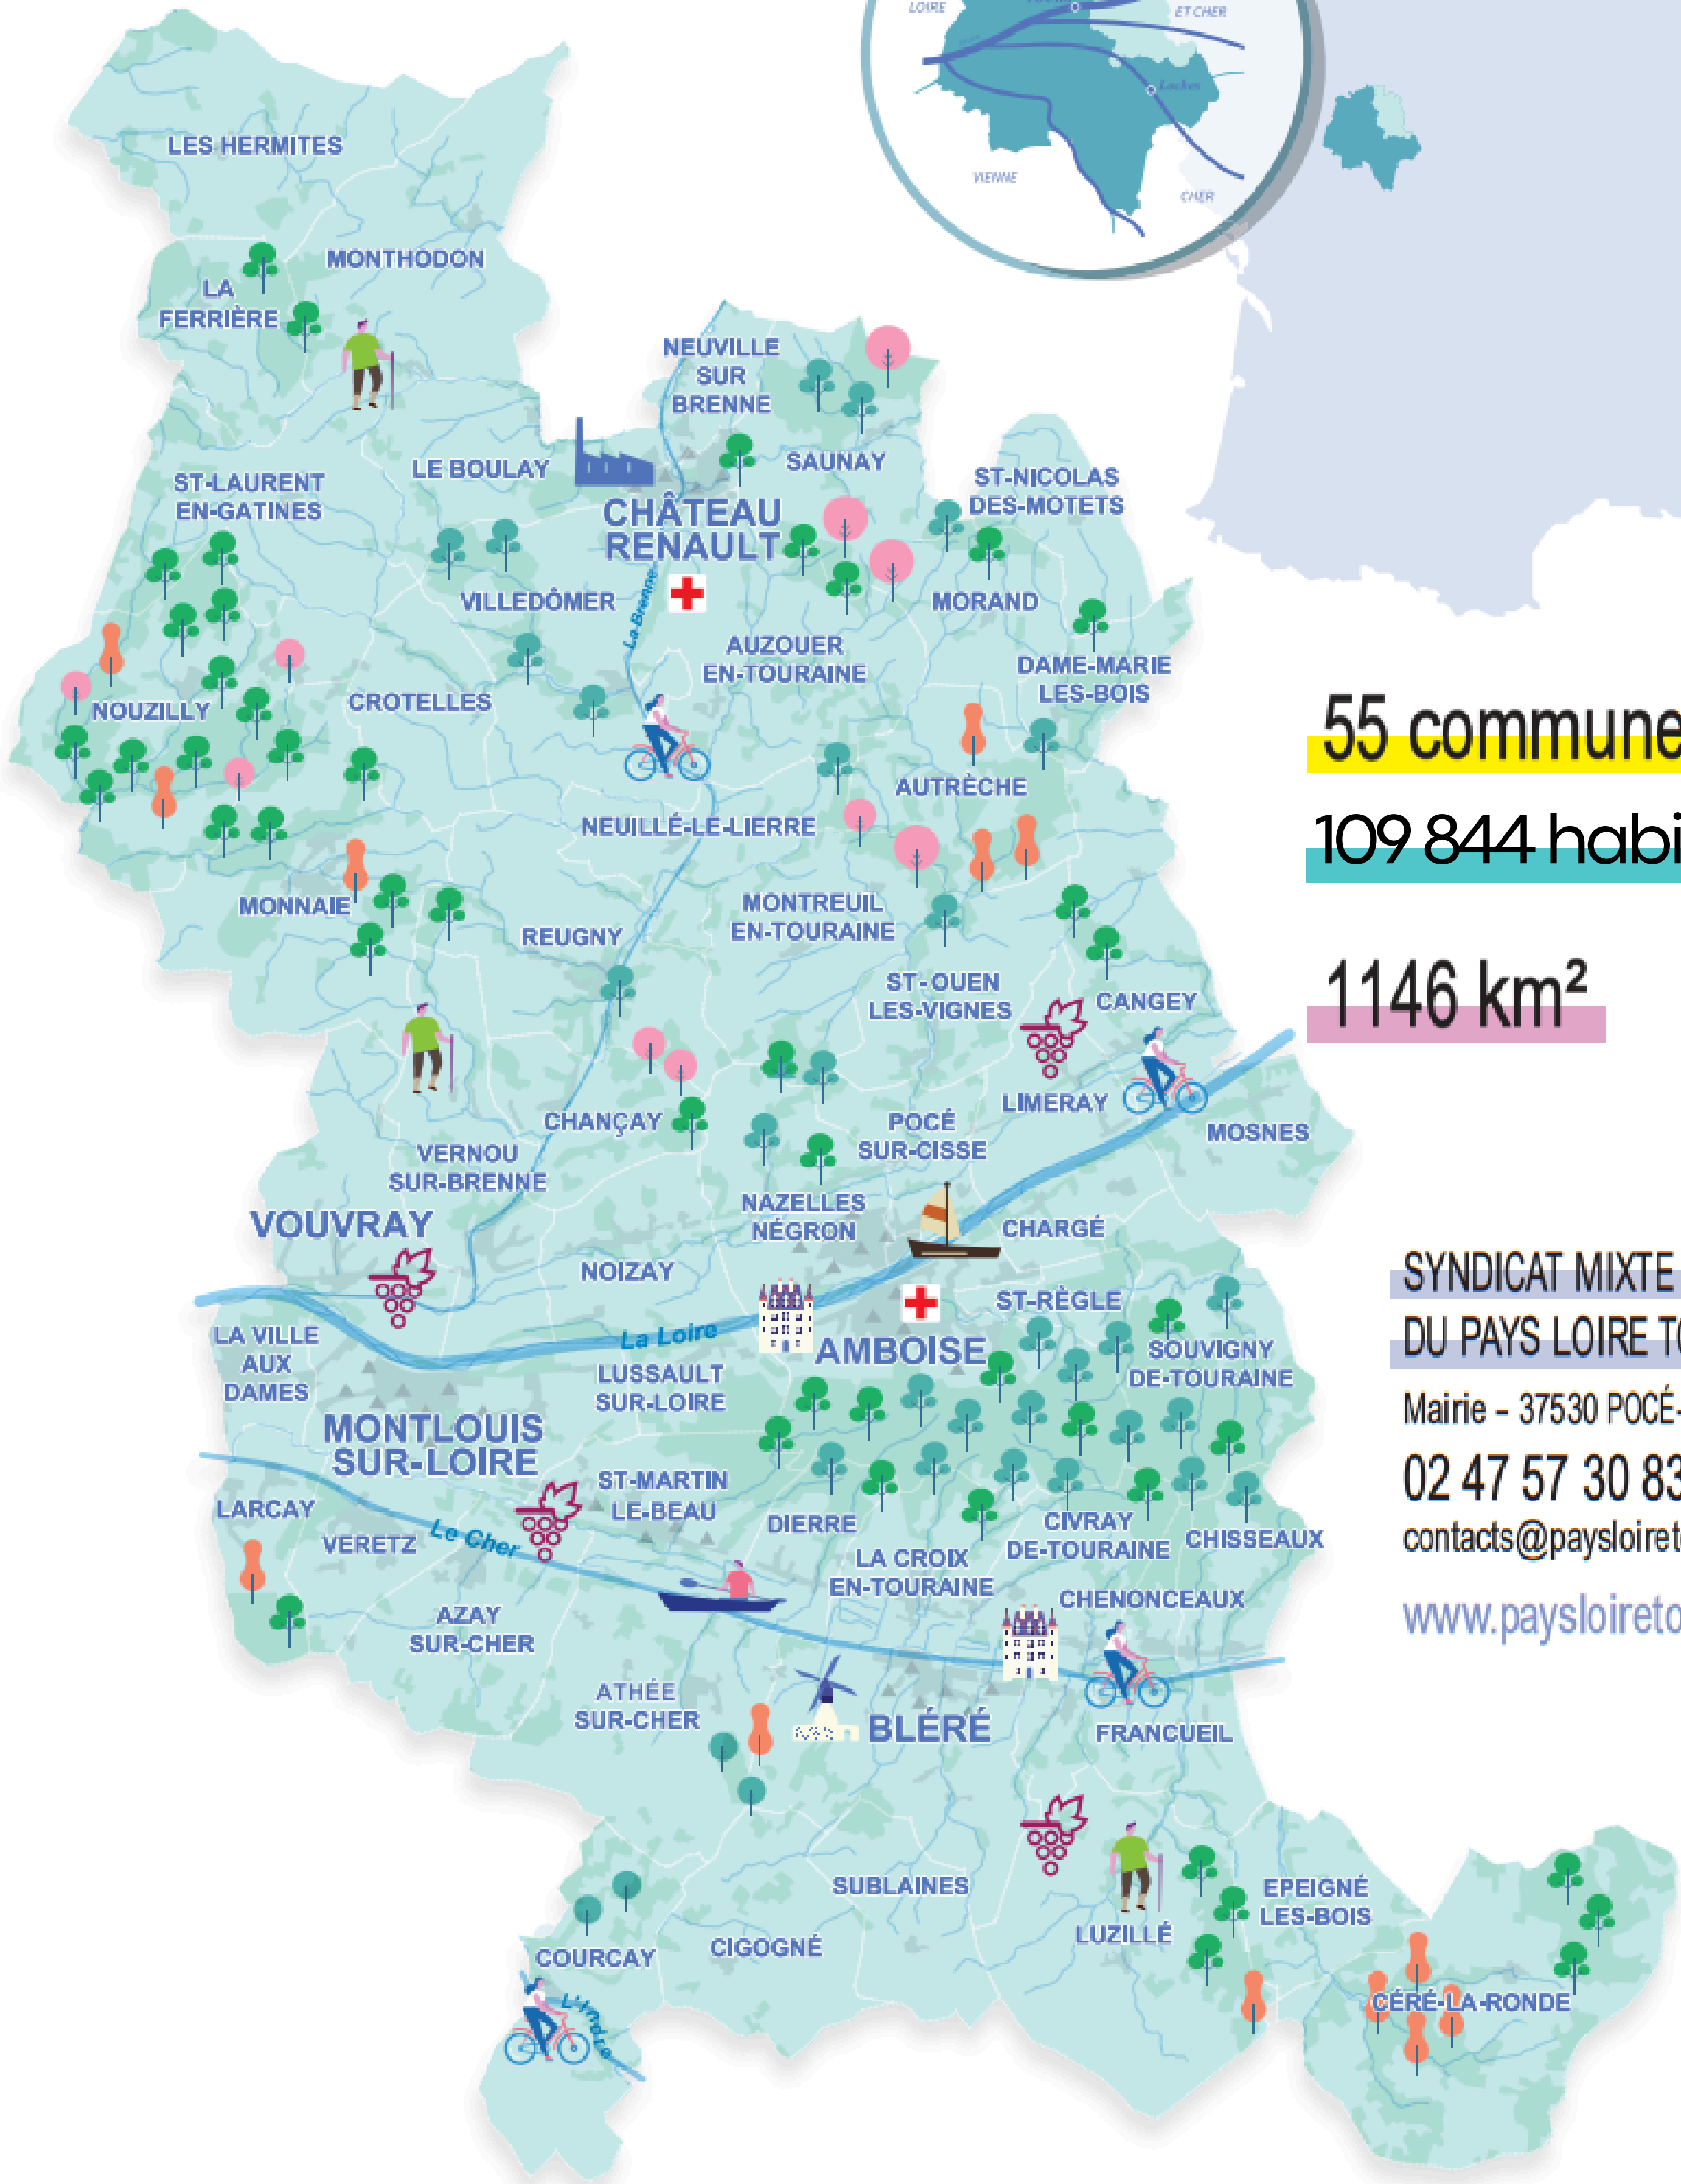 LOIRE
ET CHER
Loches
VIENNE
CHER
LES HERMITES
MONTHODON
LA
FERRIÈRE
NEUVILLE
SUR
BRENNE
LE BOULAY
SAUNAY
ST-LAURENT
EN-GATINES
ST-NICOLAS
DES-MOTETS
CHÂTEAU
RENAULT
VILLEDÔMER
La Brenne
MORAND
AUZOUER
EN-TOURAINE
DAME-MARIE
LES-BOIS
NOUZILLY
CROTELLES
AUTRÈCHE
NEUILLÉ-LE-LIERRE
MONNAIE
MONTREUIL
EN-TOURAINE
REUGNY
ST-OUEN
LES-VIGNES
CANGEY
LIMERAY
CHANÇAY
POCÉ
SUR-CISSE
MOSNES
VERNOU
SUR-BRENNE
NAZELLES
NÉGRON
VOUVRAY
CHARGÉ
NOIZAY
ST-RÈGLE
LA VILLE
AUX
DAMES
La Loire
AMBOISE
SOUVIGNY
DE-TOURAINE
LUSSAULT
SUR-LOIRE
MONTLOUIS
SUR-LOIRE
ST-MARTIN
LE-BEAU
LARCAY
VERETZ
Le Cher
DIERRE
CIVRAY
DE-TOURAINE
CHISSEAUX
LA CROIX
EN-TOURAINE
CHENONCEAUX
AZAY
SUR-CHER
ATHÉE
SUR-CHER
BLÉRÉ
FRANCUEIL
SUBLAINES
EPEIGNÉ
LES-BOIS
LUZILLÉ
COURCAY
CIGOGNÉ
L'Indre
CÉRÉ-LA-RONDE
55 commune
109 844 habi
1146 km²
SYNDICAT MIXTE
DU PAYS LOIRE TO
Mairie - 37530 POCÉ-
02 47 57 30 83
contacts@paysloireto
www.paysloireto